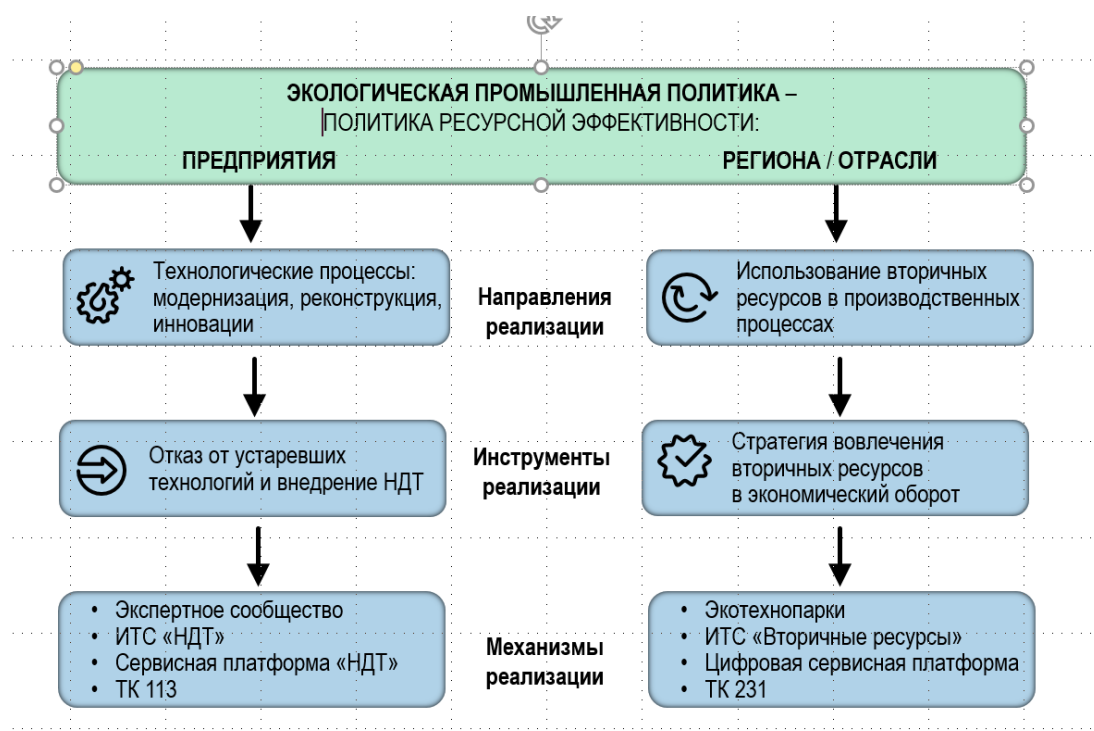 ЭКОЛОГИЧЕСКАЯ ПРОМЫШЛЕННАЯ ПОЛИТИКА –
ПОЛИТИКА РЕСУРСНОЙ ЭФФЕКТИВНОСТИ:
ПРЕДПРИЯТИЯ
РЕГИОНА / ОТРАСЛИ
Технологические процессы:
модернизация, реконструкция,
инновации
Направления
реализации
Использование вторичных
ресурсов в производственных
процессах
Отказ от устаревших
технологий и внедрение НДТ
Инструменты
реализации
Стратегия вовлечения
вторичных ресурсов
в экономический оборот
• Экспертное сообщество
• ИТС «НДТ»
• Сервисная платформа «НДТ»
• ТК 113
Механизмы
реализации
• Экотехнопарки
• ИТС «Вторичные ресурсы»
• Цифровая сервисная платформа
• ТК 231